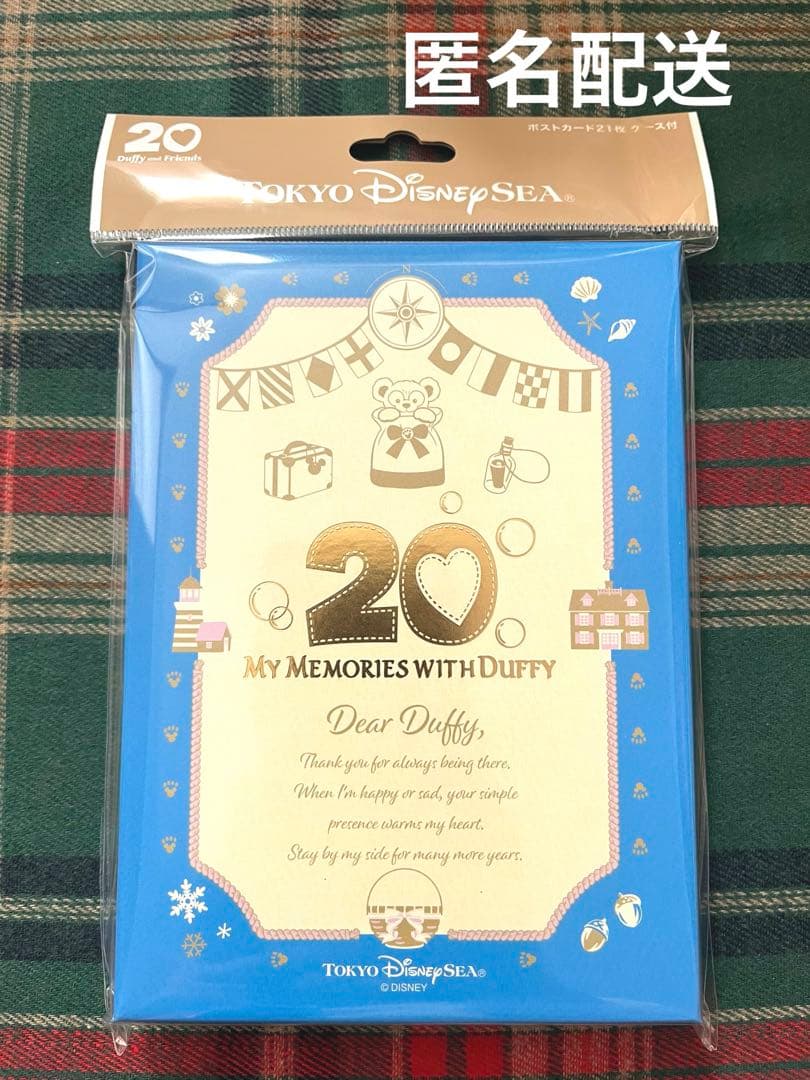 匿名配送
20
Duffy and Friends
ポストカード21枚 ケース付
TOKYO DISNEYSEA®
N
20
MY MEMORIES WITH DUFFY
Dear Duffy,
Thank you for always being there.
When I'm happy or sad, your simple
presence warms my heart.
Stay by my side for many more years.
TOKYO DISNEYSEA®
© DISNEY